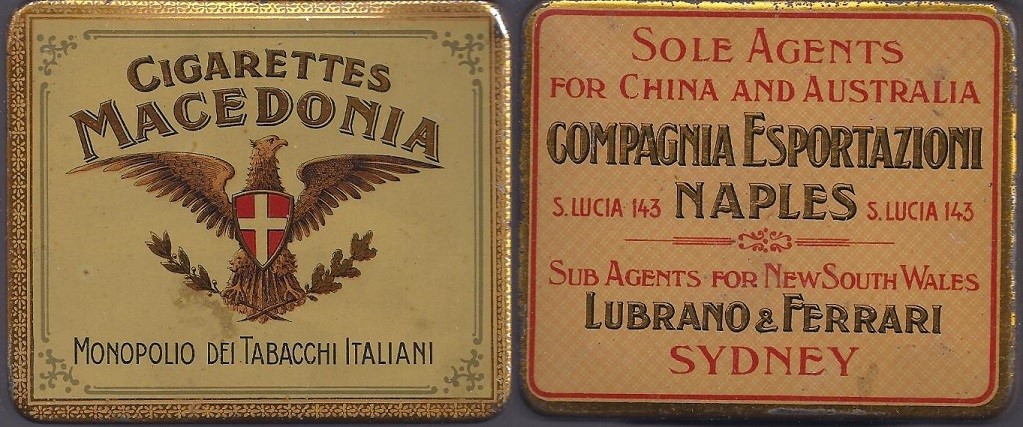 CIGARETTES
MACEDONIA
MONOPOLIO DEI TABACCHI ITALIANI
SOLE AGENTS
FOR CHINA AND AUSTRALIA
COMPAGNIA ESPORTAZIONI
S. LUCIA 143 NAPLES S. LUCIA 143
SUB AGENTS FOR NEW SOUTH WALES
LUBRANO & FERRARI
SYDNEY